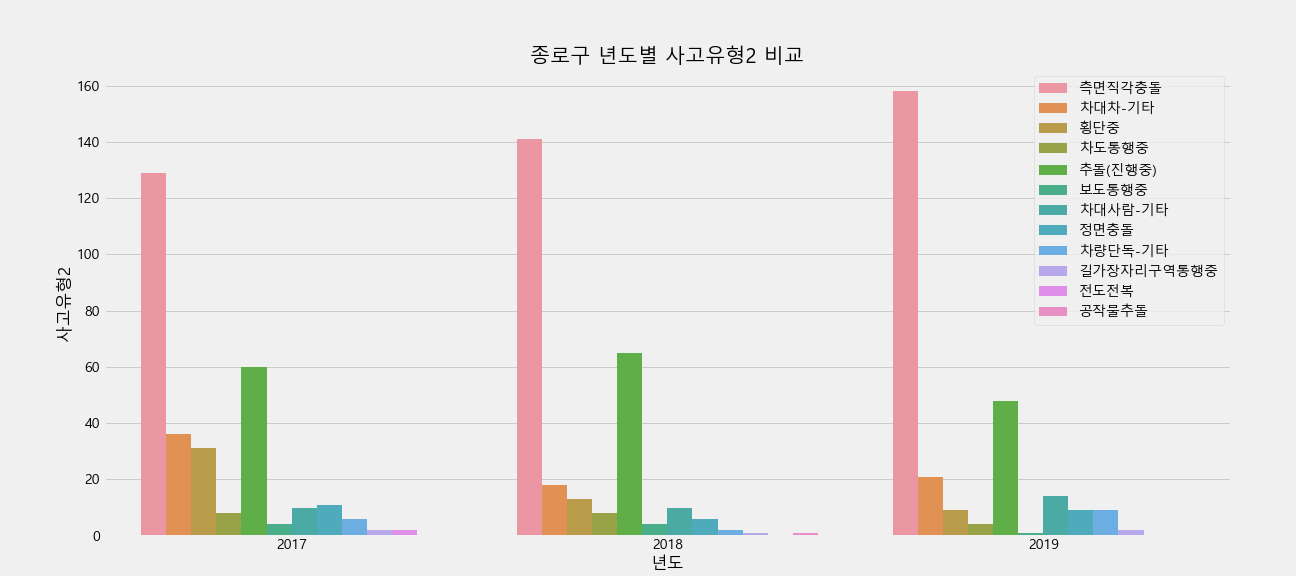 종로구 년도별 사고유형2 비교
사고유형2
160
140
120
100
80
60
40
20
0
2017
2018
2019
년도
측면직각충돌
차대차-기타
횡단중
차도통행중
추돌(진행중)
보도통행중
차대사람-기타
정면충돌
차량단독-기타
길가장자리구역통행중
전도전복
공작물추돌